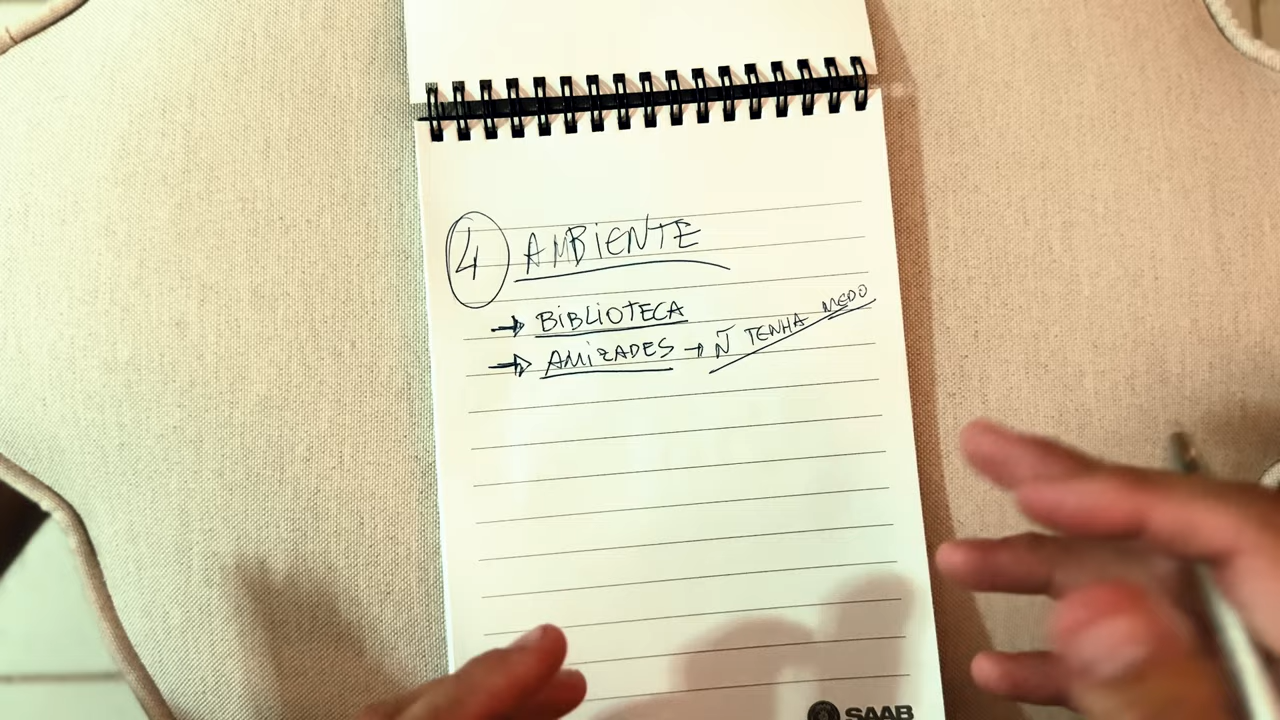 4 AMBIENTE
→ BIBLIOTECA
→ AMIZADES → Ñ TENHA MEDO
SAAB